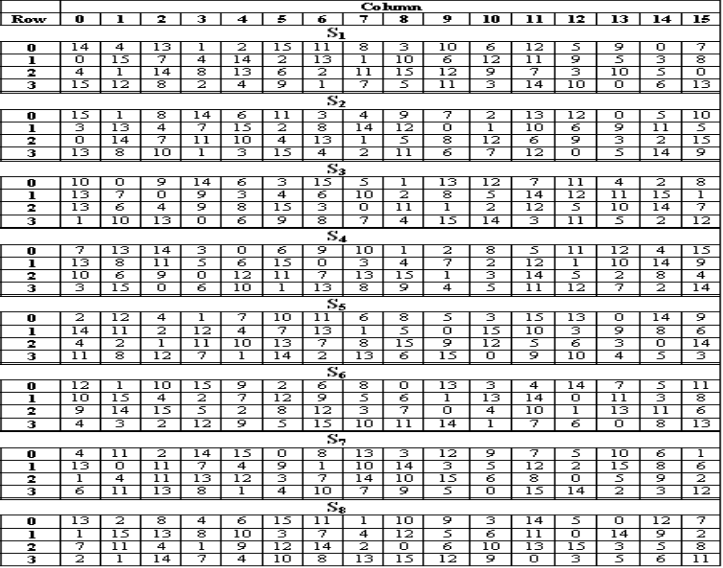 Column
Row 0 1 2 3 4 5 6 7 8 9 10 11 12 13 14 15
S1
0 14 4 13 1 2 15 11 8 3 10 6 12 5 9 0 7
1 0 15 7 4 14 2 13 1 10 6 12 11 9 5 3 8
2 4 1 14 8 13 6 2 11 15 12 9 7 3 10 5 0
3 15 12 8 2 4 9 1 7 5 11 3 14 10 0 6 13
S2
0 15 1 8 14 6 11 3 4 9 7 2 13 12 0 5 10
1 3 13 4 7 15 2 8 14 12 0 1 10 6 9 11 5
2 0 14 7 11 10 4 13 1 5 8 12 6 9 3 2 15
3 13 8 10 1 3 15 4 2 11 6 7 12 0 5 14 9
S3
0 10 0 9 14 6 3 15 5 1 13 12 7 11 4 2 8
1 13 7 0 9 3 4 6 10 2 8 5 14 12 11 15 1
2 13 6 4 9 8 15 3 0 11 1 2 12 5 10 14 7
3 1 10 13 0 6 9 8 7 4 15 14 3 11 5 2 12
S4
0 7 13 14 3 0 6 9 10 1 2 8 5 11 12 4 15
1 13 8 11 5 6 15 0 3 4 7 2 12 1 10 14 9
2 10 6 9 0 12 11 7 13 15 1 3 14 5 2 8 4
3 3 15 0 6 10 1 13 8 9 4 5 11 12 7 2 14
S5
0 2 12 4 1 7 10 11 6 8 5 3 15 13 0 14 9
1 14 11 2 12 4 7 13 1 5 0 15 10 3 9 8 6
2 4 2 1 11 10 13 7 8 15 9 12 5 6 3 0 14
3 11 8 12 7 1 14 2 13 6 15 0 9 10 4 5 3
S6
0 12 1 10 15 9 2 6 8 0 13 3 4 14 7 5 11
1 10 15 4 2 7 12 9 5 6 1 13 14 0 11 3 8
2 9 14 15 5 2 8 12 3 7 0 4 10 1 13 11 6
3 4 3 2 12 9 5 15 10 11 14 1 7 6 0 8 13
S7
0 4 11 2 14 15 0 8 13 3 12 9 7 5 10 6 1
1 13 0 11 7 4 9 1 10 14 3 5 12 2 15 8 6
2 1 4 11 13 12 3 7 14 10 15 6 8 0 5 9 2
3 6 11 13 8 1 4 10 7 9 5 0 15 14 2 3 12
S8
0 13 2 8 4 6 15 11 1 10 9 3 14 5 0 12 7
1 1 15 13 8 10 3 7 4 12 5 6 11 0 14 9 2
2 7 11 4 1 9 12 14 2 0 6 10 13 15 3 5 8
3 2 1 14 7 4 10 8 13 15 12 9 0 3 5 6 11